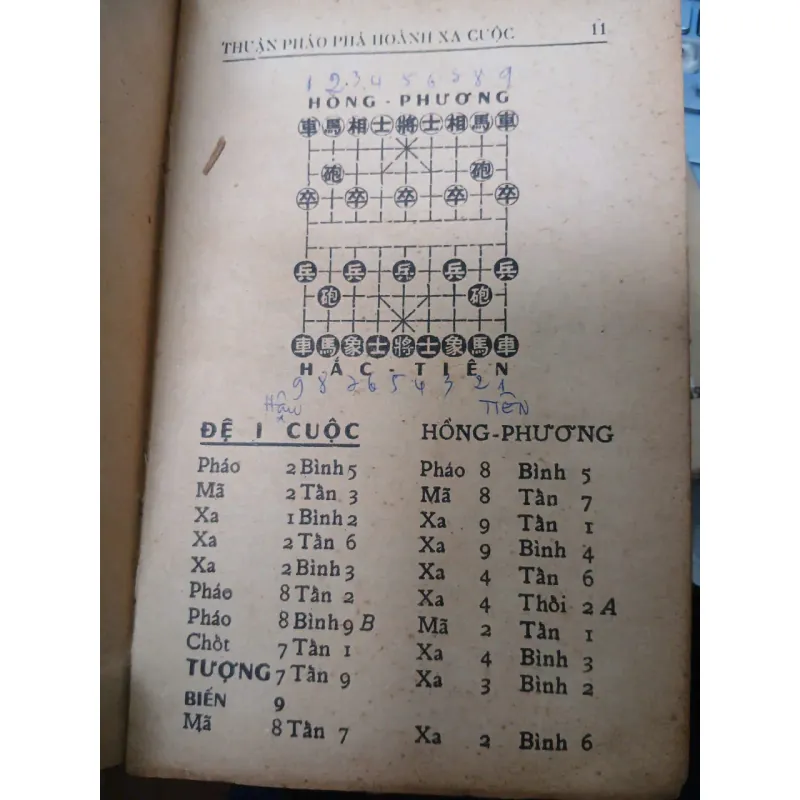 THUẬN PHÁO PHÁ HOÀNH XA CUỘC 11
1 2 3 4 5 6 5 8 9
HỒNG - PHƯƠNG
車 馬 相 士 將 士 相 馬 車
砲 砲
卒 卒 卒 卒 卒
兵 兵 兵 兵 兵
砲 砲
車 馬 象 士 將 士 象 馬 車
HẮC - TIÊN
9 8 7 6 5 4 3 2 1
Hậu TIÊN
ĐỆ I CUỘC HỒNG-PHƯƠNG
Pháo 2 Bình 5 Pháo 8 Bình 5
Mã 2 Tấn 3 Mã 8 Tấn 7
Xa 1 Bình 2 Xa 9 Tấn 1
Xa 2 Tấn 6 Xa 9 Bình 4
Xa 2 Bình 3 Xa 4 Tấn 6
Pháo 8 Tấn 2 Xa 4 Thối 2 A
Pháo 8 Bình 9 B Mã 2 Tấn 1
Chốt 7 Tấn 1 Xa 4 Bình 3
TƯỢNG 7 Tấn 9 Xa 3 Bình 2
BIẾN 9
Mã 8 Tấn 7 Xa 2 Bình 6